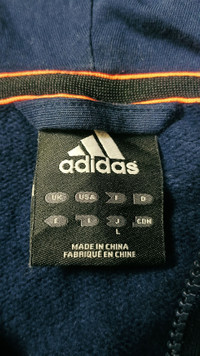 adidas
UK USA F D
E I J CDN
L
MADE IN CHINA
FABRIQUÉ EN CHINE